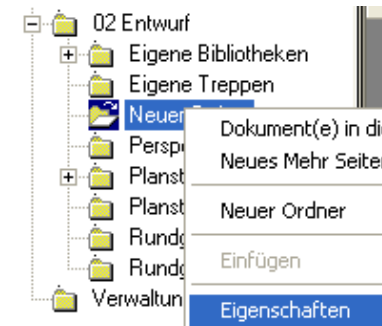 02 Entwurf
Eigene Bibliotheken
Eigene Treppen
Neuer
Dokument(e) in di
Neues Mehr Seite
Neuer Ordner
Einfügen
Eigenschaften
Persp
Planst
Planst
Rundg
Rundg
Verwaltun